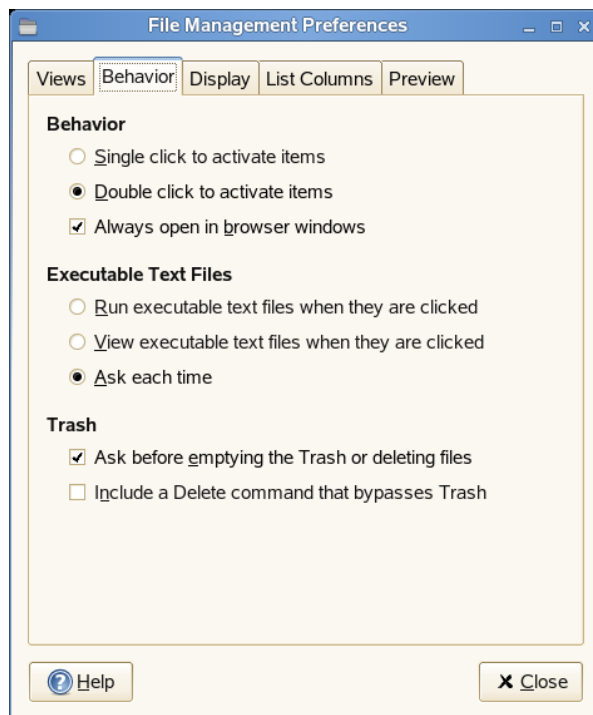 File Management Preferences
Views Behavior Display List Columns Preview
Behavior
Single click to activate items
Double click to activate items
Always open in browser windows
Executable Text Files
Run executable text files when they are clicked
View executable text files when they are clicked
Ask each time
Trash
Ask before emptying the Trash or deleting files
Include a Delete command that bypasses Trash
Help Close